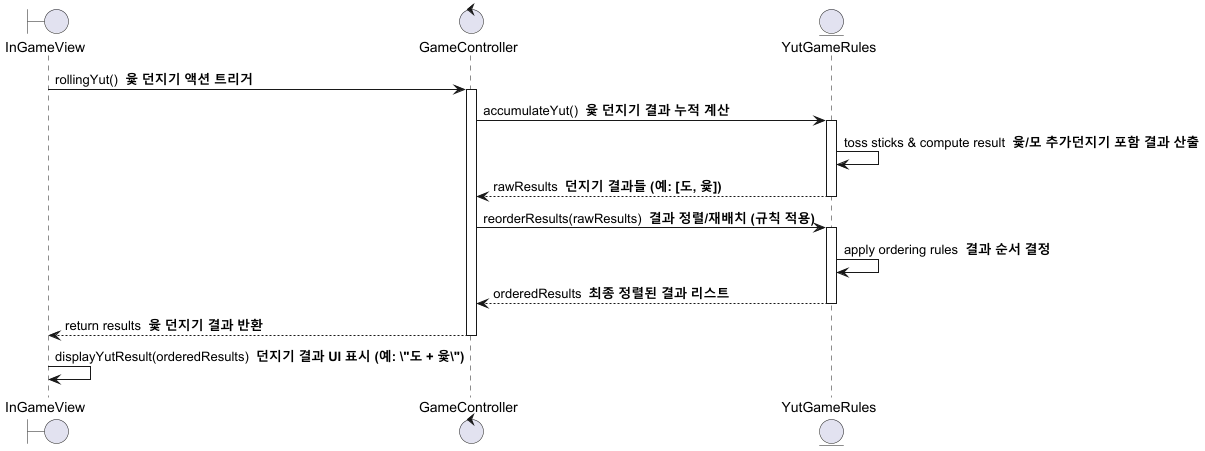 InGameView
GameController
YutGameRules
rollingYut() 윷 던지기 액션 트리거
accumulateYut() 윷 던지기 결과 누적 계산
toss sticks & compute result 윷/모 추가던지기 포함 결과 산출
rawResults 던지기 결과들 (예: [도, 윷])
reorderResults(rawResults) 결과 정렬/재배치 (규칙 적용)
apply ordering rules 결과 순서 결정
orderedResults 최종 정렬된 결과 리스트
return results 윷 던지기 결과 반환
displayYutResult(orderedResults) 던지기 결과 UI 표시 (예: \"도 + 윷\")
InGameView
GameController
YutGameRules